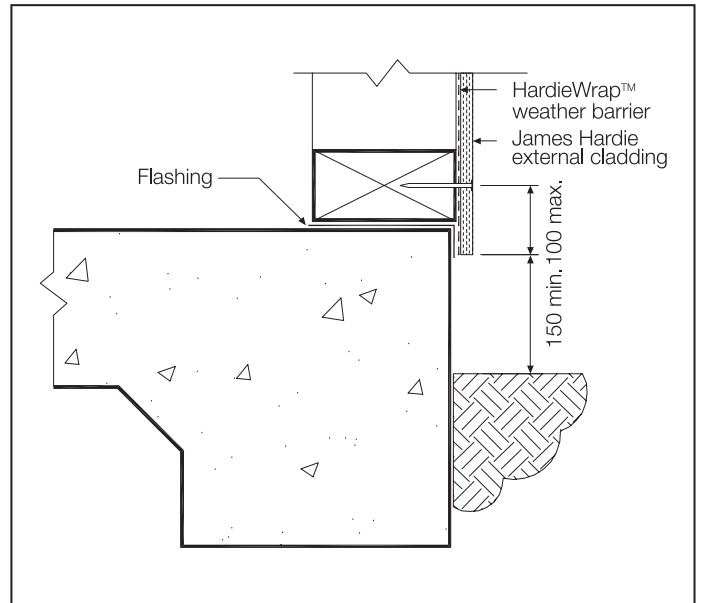 HardieWrap™
weather barrier
James Hardie
external cladding
Flashing
100 max.
150 min.